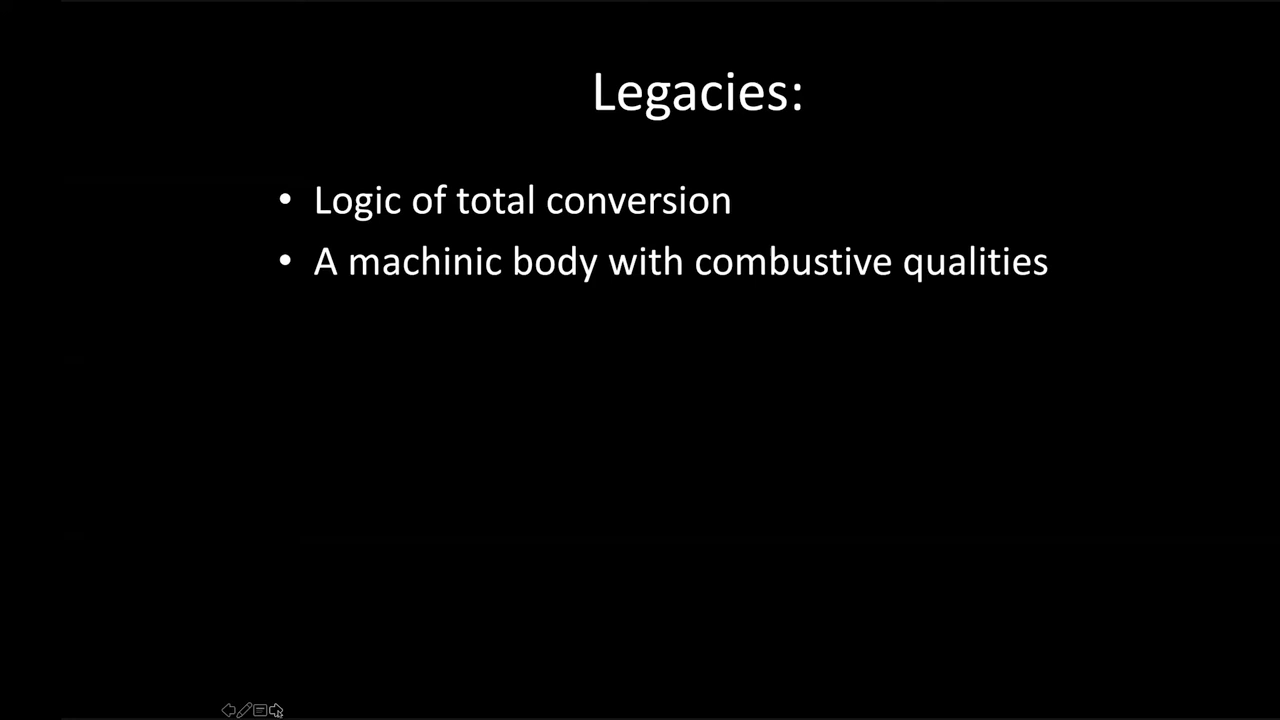 Legacies:
• Logic of total conversion
• A machinic body with combustive qualities